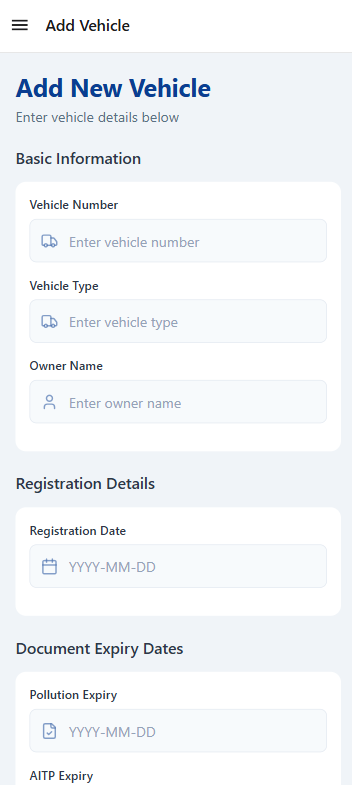 Add Vehicle
Add New Vehicle
Enter vehicle details below
Basic Information
Vehicle Number
Enter vehicle number
Vehicle Type
Enter vehicle type
Owner Name
Enter owner name
Registration Details
Registration Date
YYYY-MM-DD
Document Expiry Dates
Pollution Expiry
YYYY-MM-DD
AITP Expiry